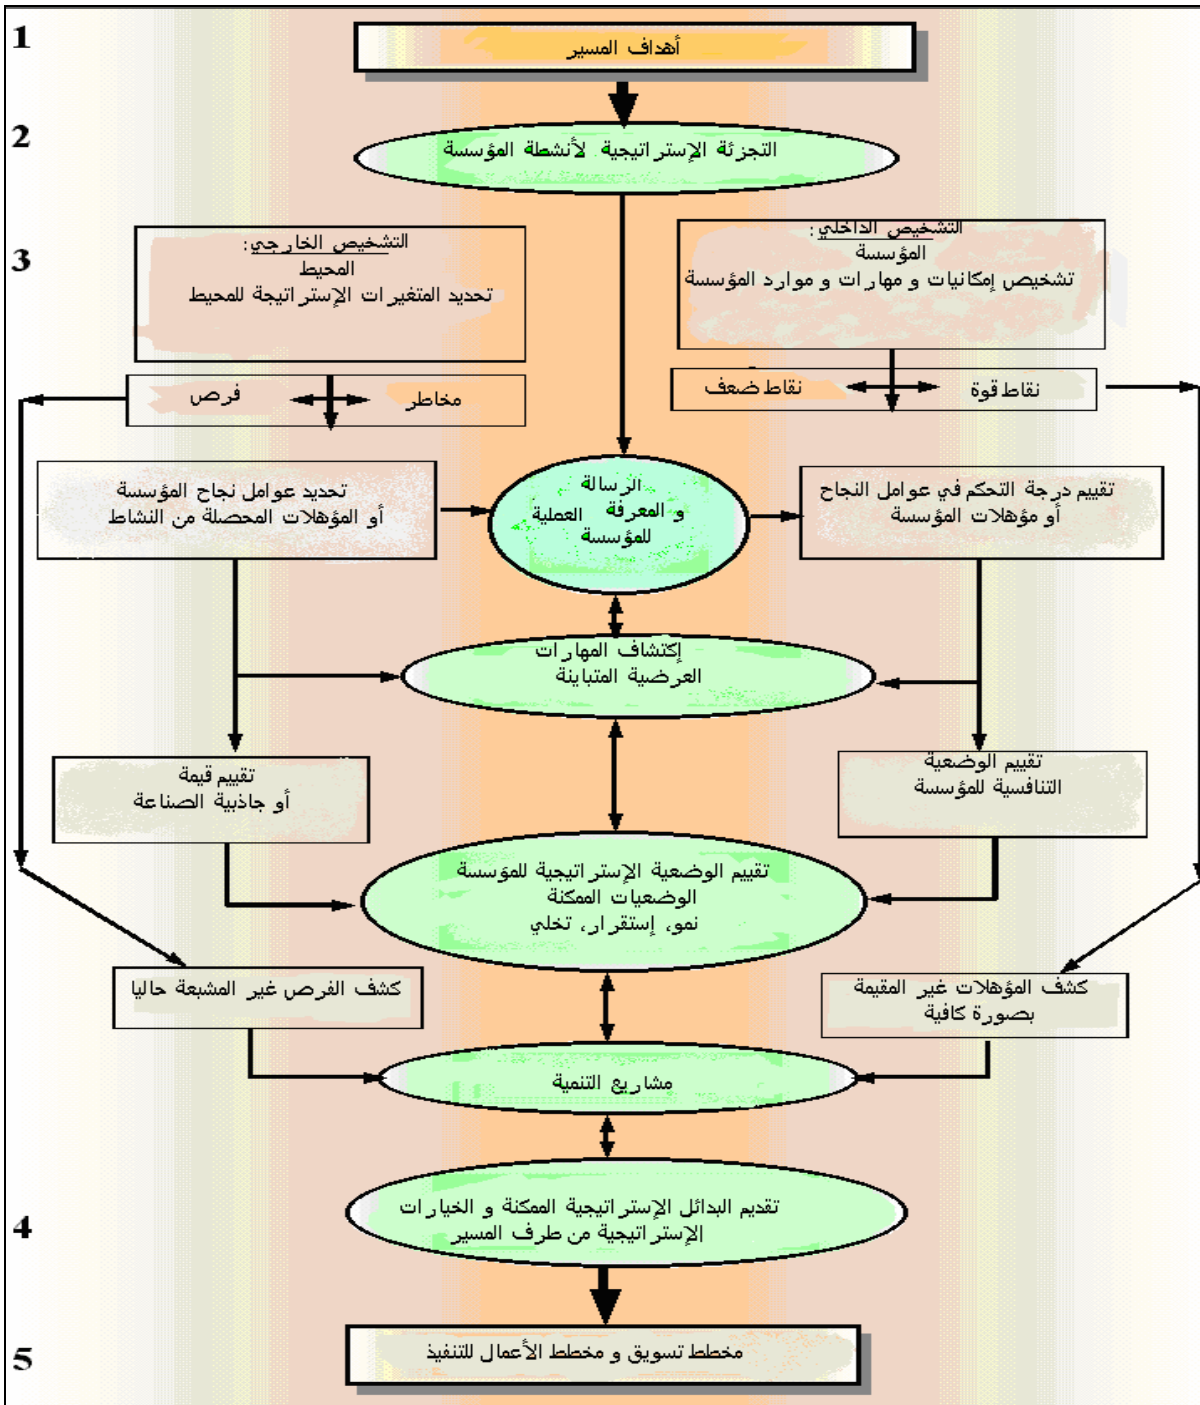 1
أهداف المسير
2
التجزئة الإستراتيجية لأنشطة المؤسسة
3
التشخيص الداخلي:
المؤسسة
تشخيص إمكانيات و مهارات و موارد المؤسسة
التشخيص الخارجي:
المحيط
تحديد المتغيرات الإستراتيجة للمحيط
نقاط قوة
نقاط ضعف
مخاطر
فرص
تقييم درجة التحكم في عوامل النجاح
أو مؤهلات المؤسسة
الرسالة
و المعرفة العملية
للمؤسسة
تحديد عوامل نجاح المؤسسة
أو المؤهلات المحصلة من النشاط
إكتشاف المهارات
العرضية المتباينة
تقييم الوضعية
التنافسية للمؤسسة
تقييم قيمة
أو جاذبية الصناعة
تقييم الوضعية الإستراتيجية للمؤسسة
الوضعيات الممكنة
نمو، إستقرار، تخلي
كشف المؤهلات غير المقيمة
بصورة كافية
كشف الفرص غير المشبعة حاليا
مشاريع التنمية
4
تقديم البدائل الإستراتيجية الممكنة و الخيارات
الإستراتيجية من طرف المسير
5
مخطط تسويق و مخطط الأعمال للتنفيذ